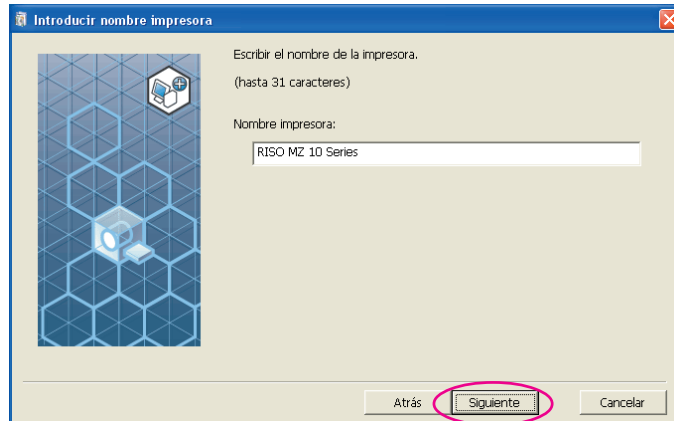 Introducir nombre impresora
Escribir el nombre de la impresora.
(hasta 31 caracteres)
Nombre impresora:
RISO MZ 10 Series
Atrás
Siguiente
Cancelar